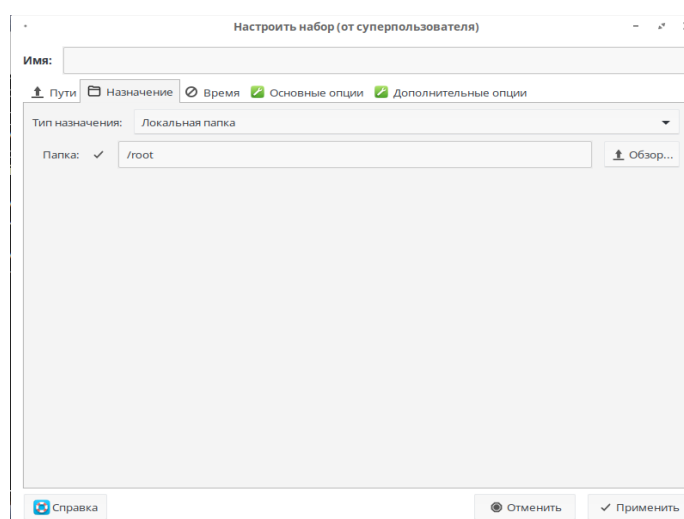 Настроить набор (от суперпользователя)
Имя:
Пути Назначение Время Основные опции Дополнительные опции
Тип назначения: Локальная папка
Папка: /root Обзор...
Справка Отменить Применить